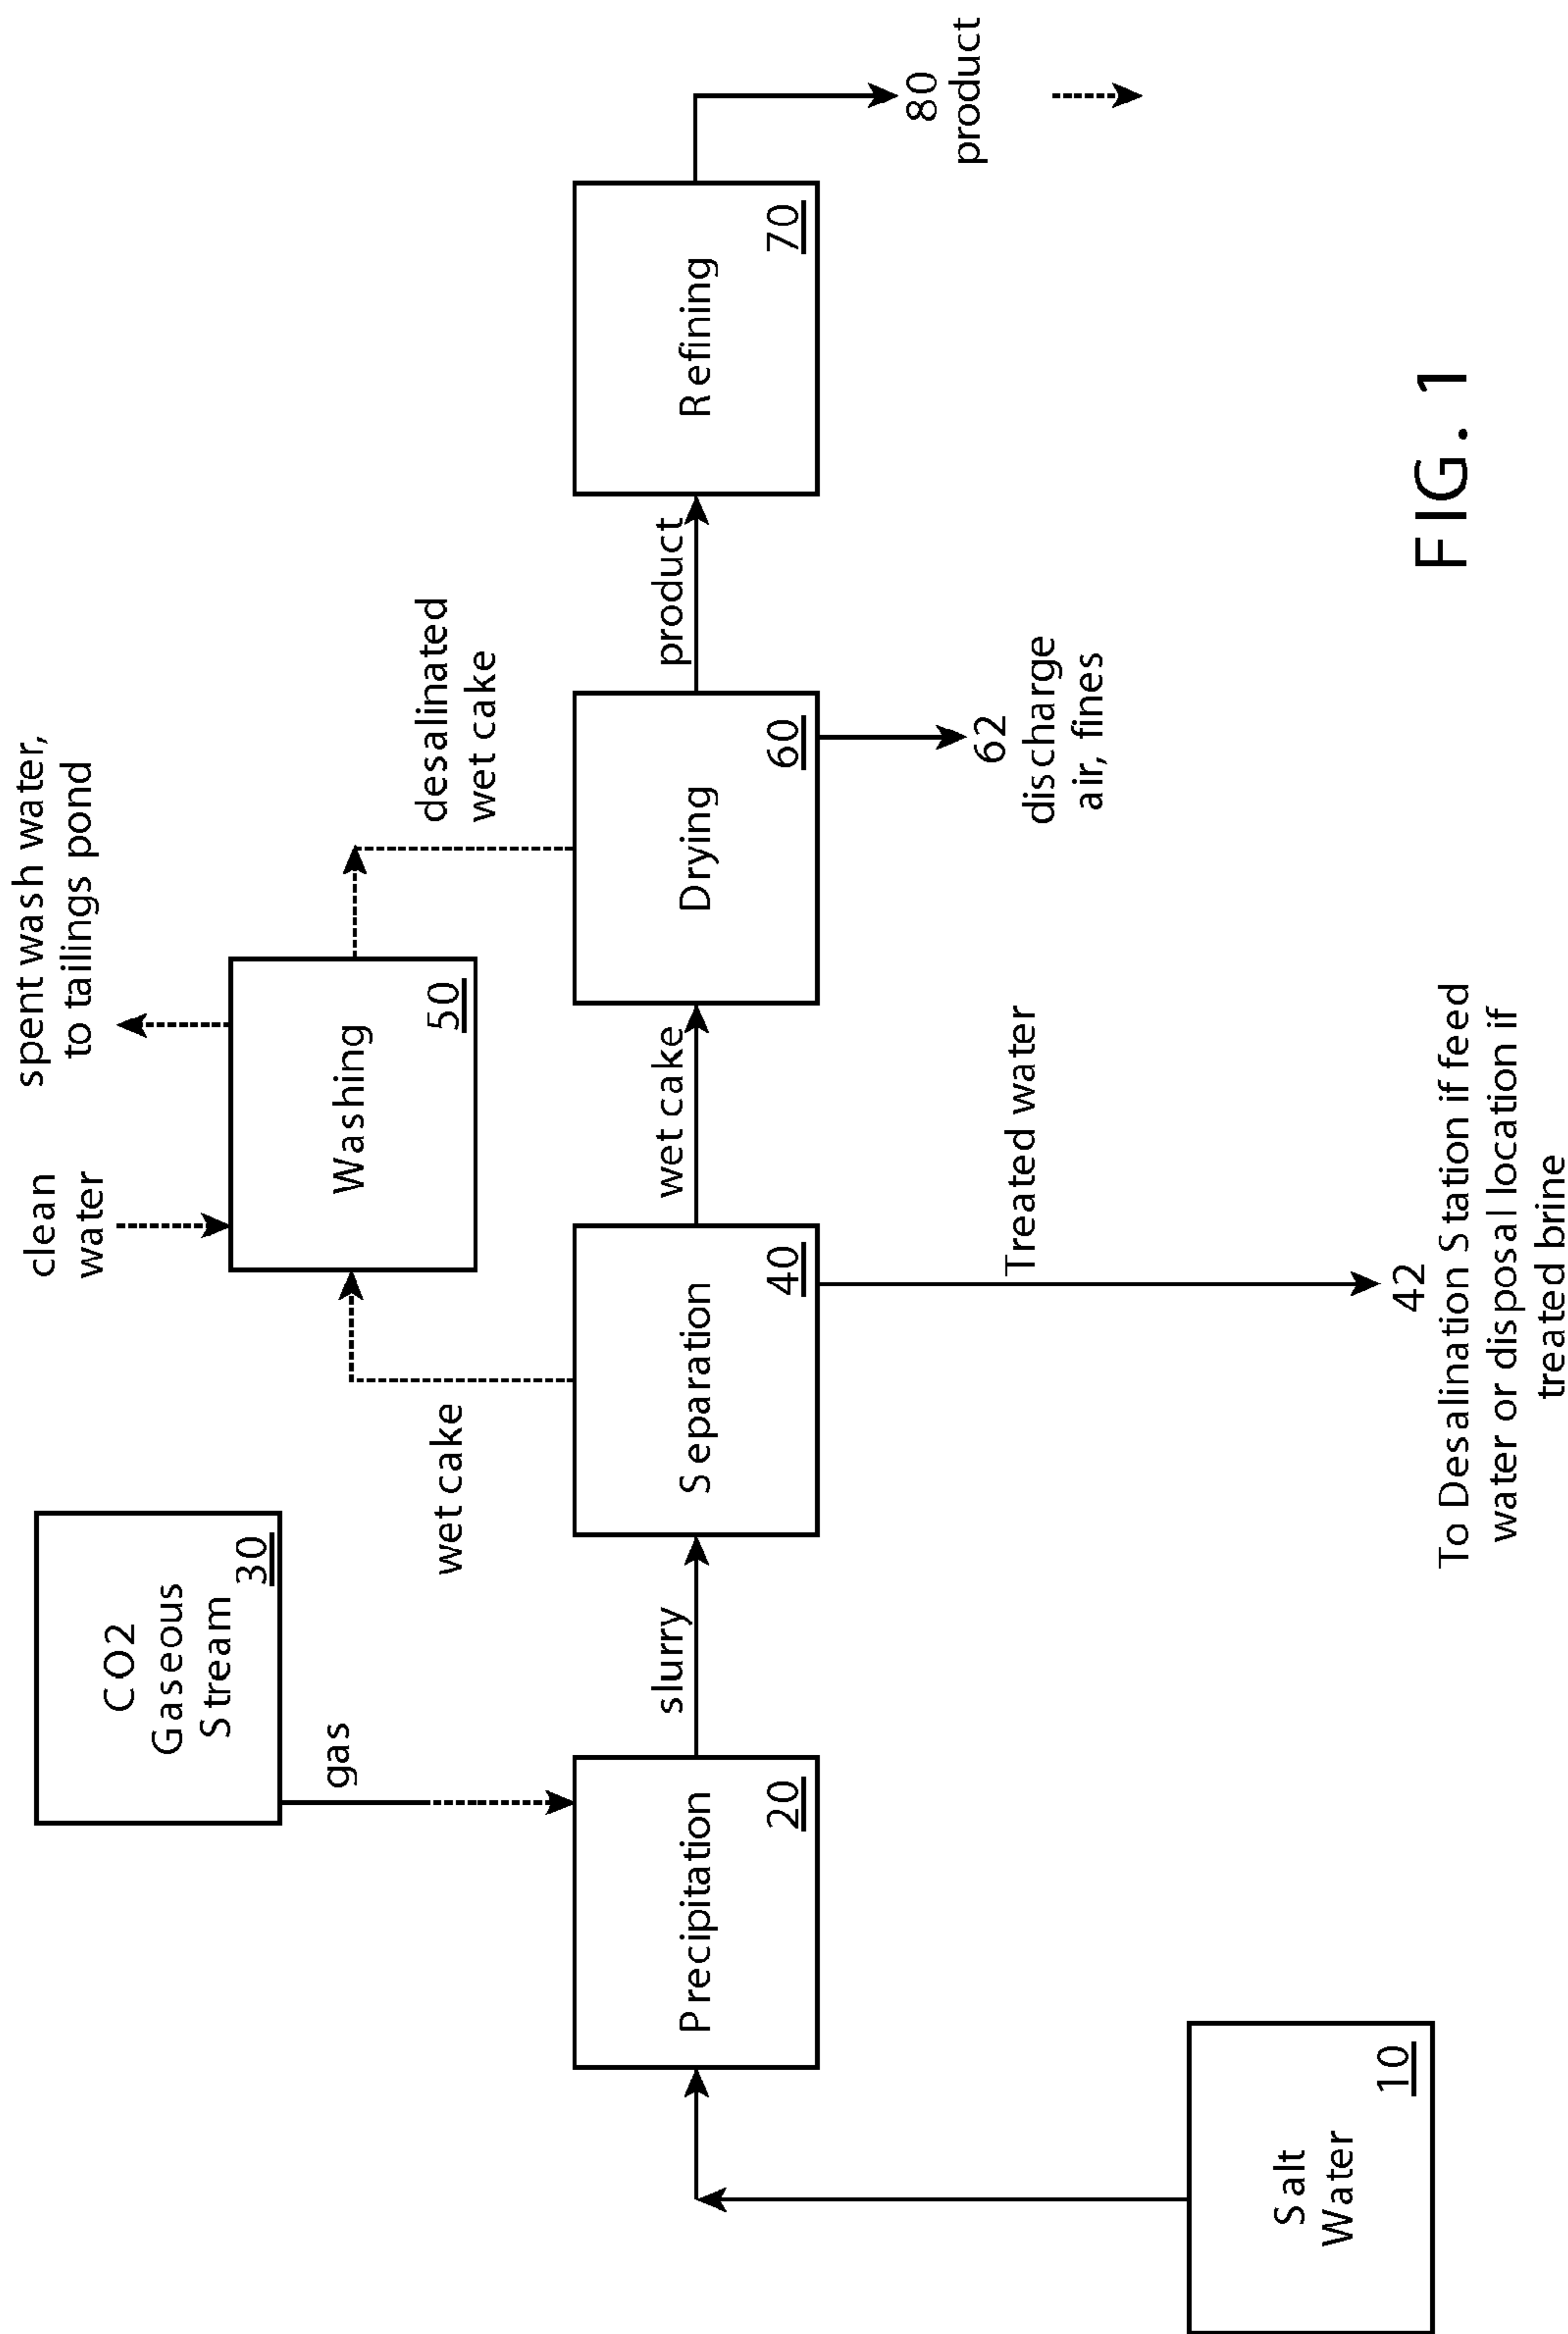 CO2
Gaseous
Stream
30
gas
clean
water
spent wash water,
to tailings pond
Washing
50
wet cake
desalinated
wet cake
Precipitation
20
slurry
Separation
40
wet cake
Drying
60
product
Refining
70
80
product
62
discharge
air, fines
Treated water
Salt
Water
10
42
To Desalination Station if feed
water or disposal location if
treated brine
FIG. 1